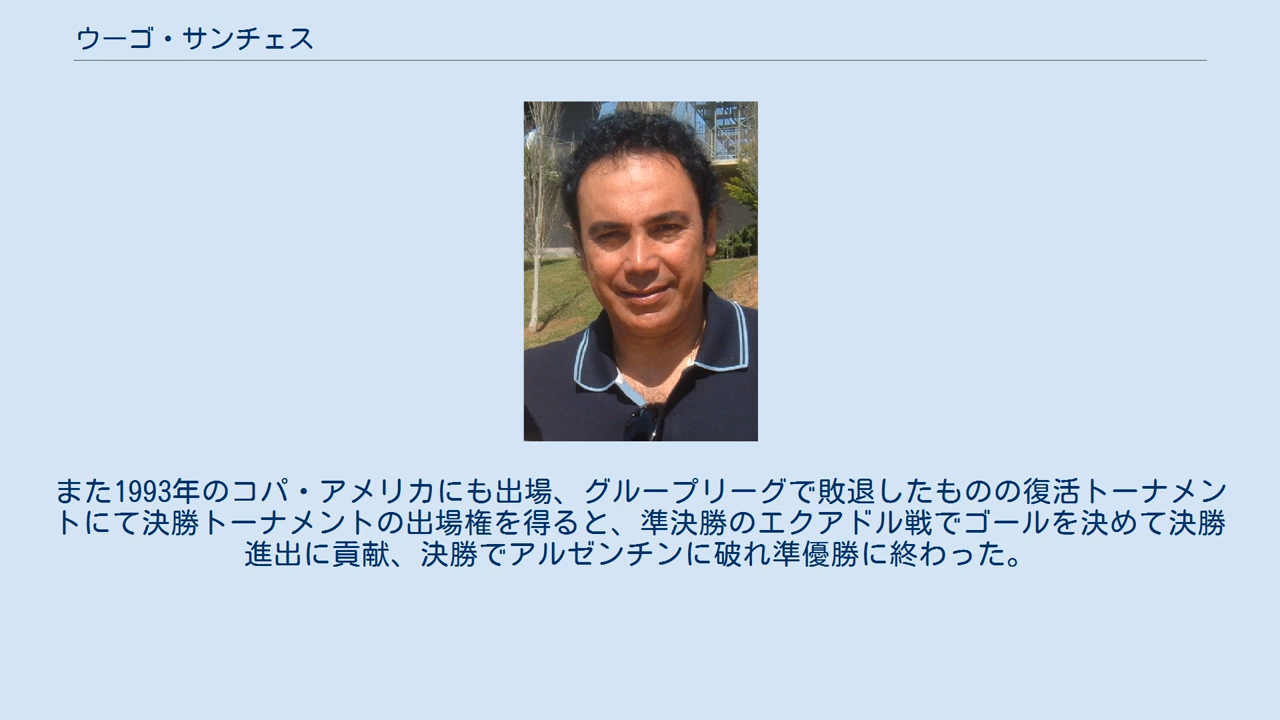 ウーゴ・サンチェス
また1993年のコパ・アメリカにも出場、グループリーグで敗退したものの復活トーナメン
トにて決勝トーナメントの出場権を得ると、準決勝のエクアドル戦でゴールを決めて決勝
進出に貢献、決勝でアルゼンチンに破れ準優勝に終わった。